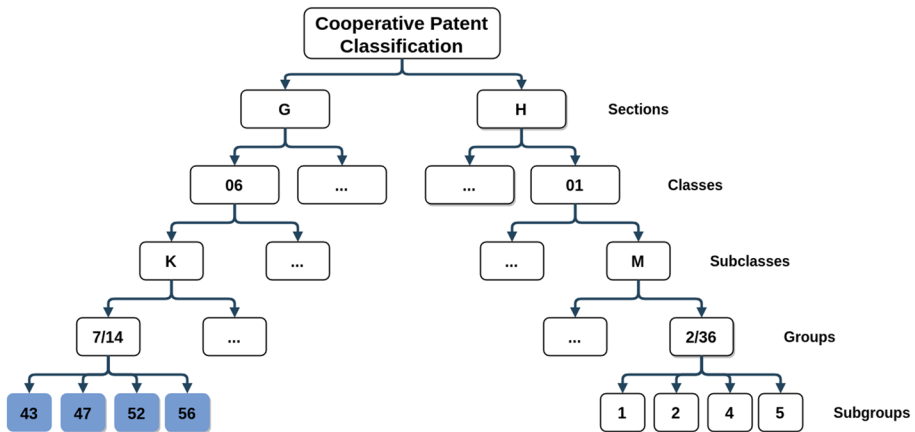 Cooperative Patent
Classification
G
H
Sections
06
...
...
01
Classes
K
...
...
M
Subclasses
7/14
...
...
2/36
Groups
43
47
52
56
1
2
4
5
Subgroups